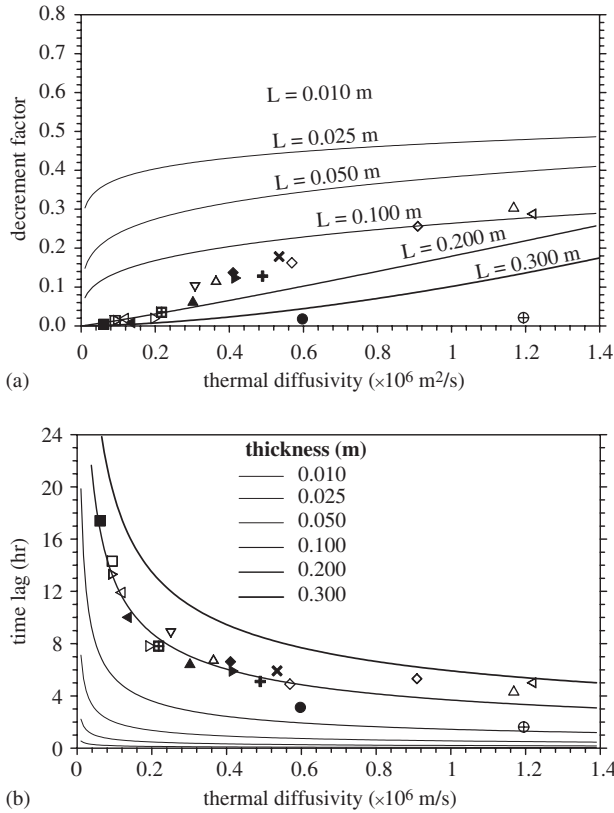 0.8
0.7
0.6
0.5
0.4
0.3
0.2
0.1
0.0
decrement factor
L = 0.010 m
L = 0.025 m
L = 0.050 m
L = 0.100 m
L = 0.200 m
L = 0.300 m
0 0.2 0.4 0.6 0.8 1.0 1.2 1.4
(a)
thermal diffusivity (×10⁶ m²/s)
24
20
16
12
8
4
0
time lag (hr)
thickness (m)
0.010
0.025
0.050
0.100
0.200
0.300
0 0.2 0.4 0.6 0.8 1.0 1.2 1.4
(b)
thermal diffusivity (×10⁶ m/s)